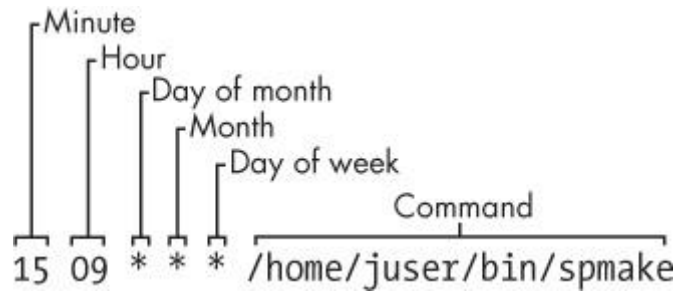 Minute
Hour
Day of month
Month
Day of week
Command
15 09 * * * /home/juser/bin/spmake